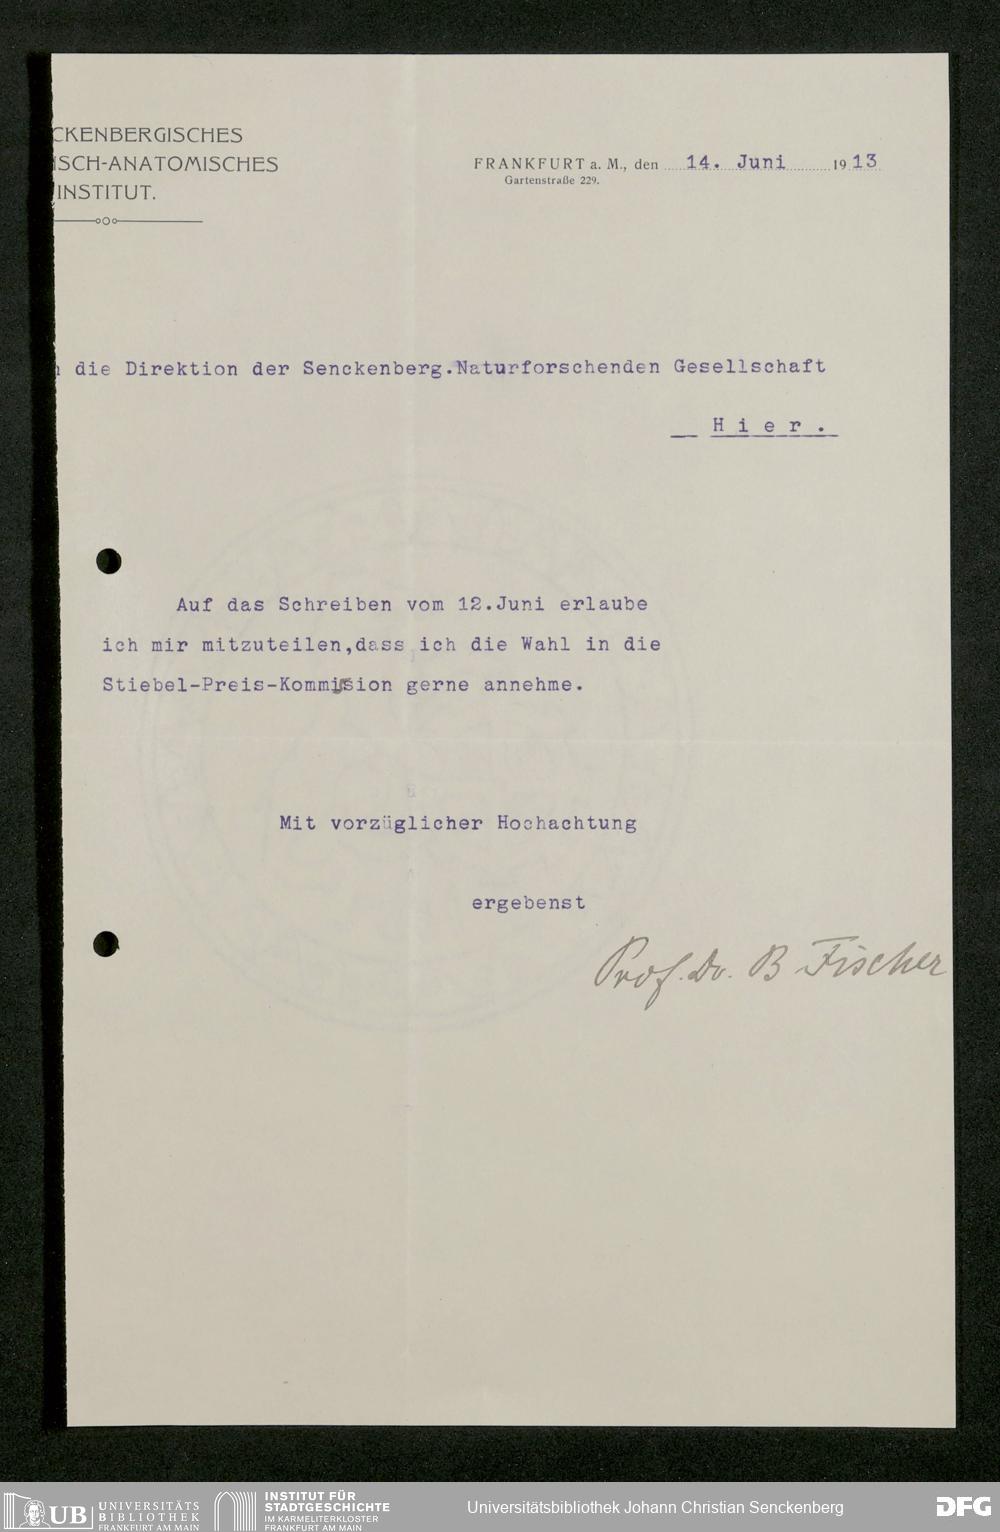 CKENBERGISCHES
ISCH-ANATOMISCHES
INSTITUT.
FRANKFURT a. M., den 14. Juni 1913
Gartenstraße 229.
n die Direktion der Senckenberg.Naturforschenden Gesellschaft
Hier.
Auf das Schreiben vom 12.Juni erlaube
ich mir mitzuteilen,dass ich die Wahl in die
Stiebel-Preis-Kommission gerne annehme.
Mit vorzüglicher Hochachtung
ergebenst
Prof. Dr. B Fischer
UB UNIVERSITÄTS
BIBLIOTHEK
FRANKFURT AM MAIN
INSTITUT FÜR
STADTGESCHICHTE
IM KARMELITERKLOSTER
FRANKFURT AM MAIN
Universitätsbibliothek Johann Christian Senckenberg
DFG